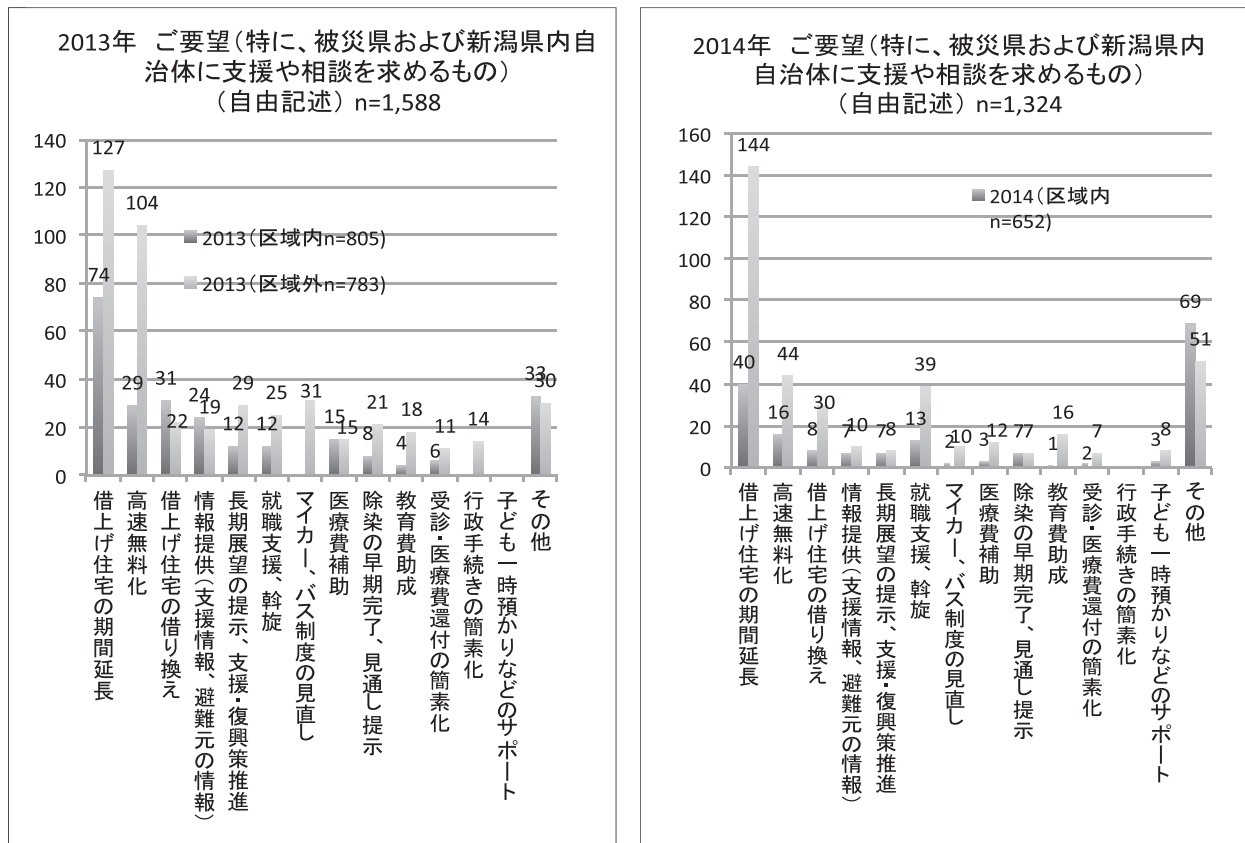 2013年 ご要望(特に、被災県および新潟県内自
治体に支援や相談を求めるもの)
(自由記述) n=1,588
140
120
100
80
60
40
20
0
127
74
104
29
31
22
24
19
12
29
12
25
31
15
15
8
21
4
18
6
11
14
33
30
2013(区域内n=805)
2013(区域外n=783)
借上げ住宅の期間延長
高速無料化
借上げ住宅の借り換え
情報提供(支援情報、避難元の情報)
長期展望の提示、支援・復興策推進
就職支援、斡旋
マイカー、バス制度の見直し
医療費補助
除染の早期完了、見通し提示
教育費助成
受診・医療費還付の簡素化
行政手続きの簡素化
子ども一時預かりなどのサポート
その他
2014年 ご要望(特に、被災県および新潟県内
自治体に支援や相談を求めるもの)
(自由記述) n=1,324
160
140
120
100
80
60
40
20
0
144
40
16
44
8
30
7
10
7
8
13
39
2
10
3
12
7
7
1
16
2
7
3
8
69
51
2014(区域内
n=652)
借上げ住宅の期間延長
高速無料化
借上げ住宅の借り換え
情報提供(支援情報、避難元の情報)
長期展望の提示、支援・復興策推進
就職支援、斡旋
マイカー、バス制度の見直し
医療費補助
除染の早期完了、見通し提示
教育費助成
受診・医療費還付の簡素化
行政手続きの簡素化
子ども一時預かりなどのサポート
その他